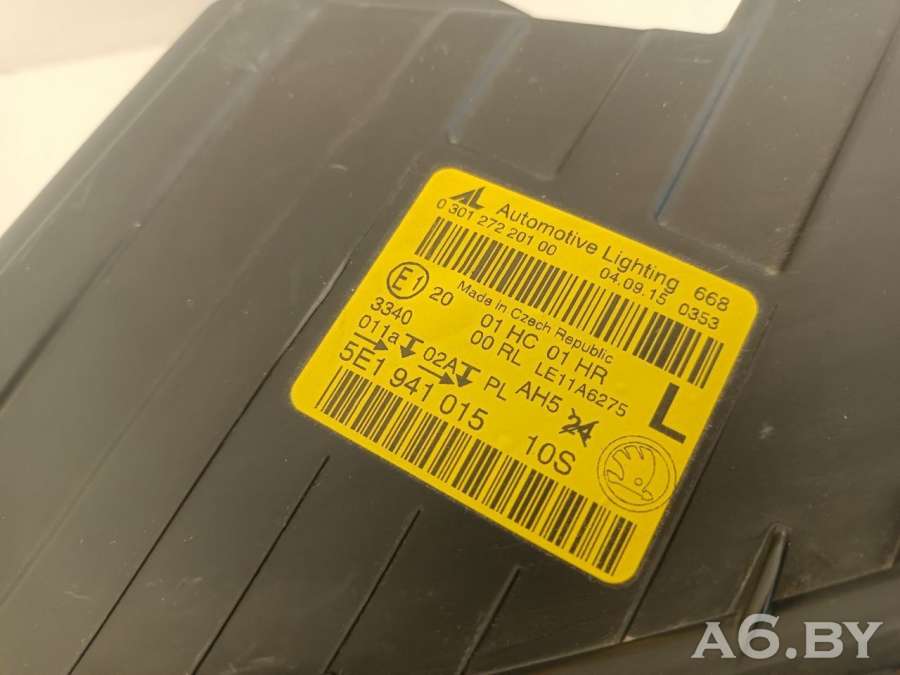 AL Automotive Lighting 668
0 301 272 201 00 04.09.15 0353
Made in Czech Republic
E1 20 01 HC 01 HR
3340 00 RL LE11A6275
011a 02A PL AH5 24 L
5E1 941 015 10S
A6.BY